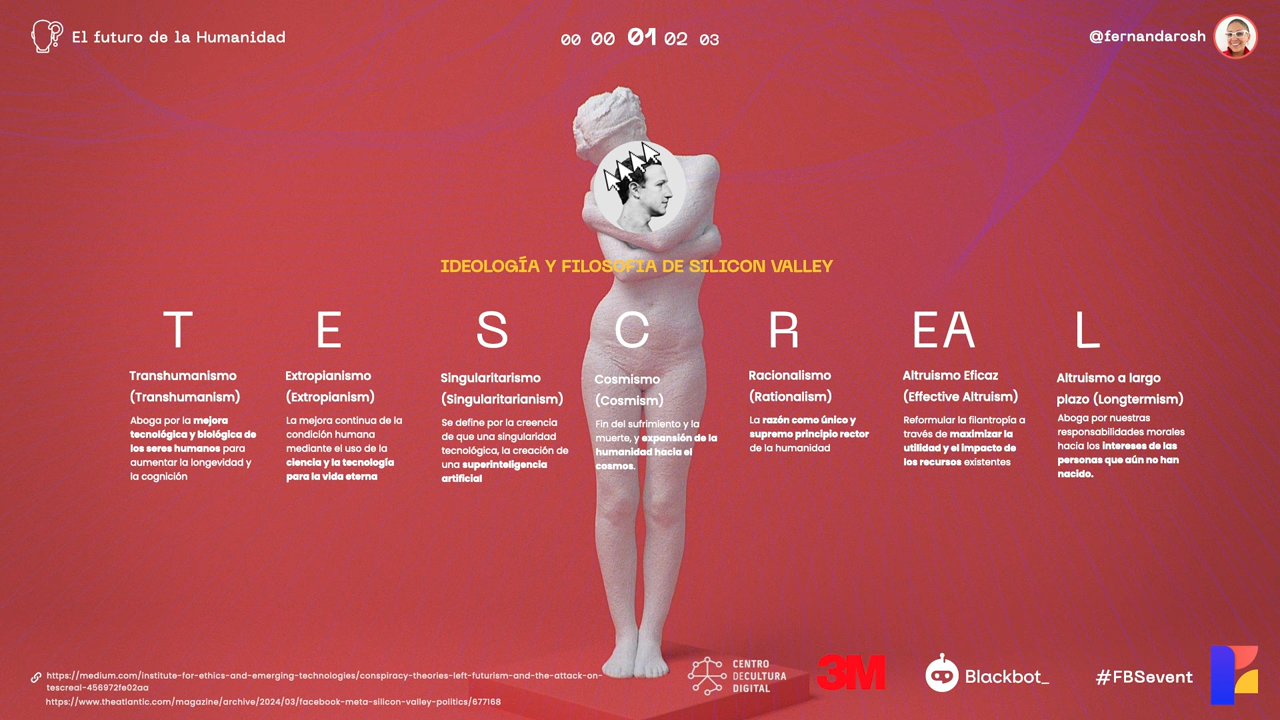 El futuro de la Humanidad
00 00 01 02 03
@fernandarosh
IDEOLOGÍA Y FILOSOFIA DE SILICON VALLEY
T E S C R EA L
Transhumanismo
(Transhumanism)
Aboga por la mejora
tecnológica y biológica de
los seres humanos para
aumentar la longevidad y
la cognición
Extropianismo
(Extropianism)
La mejora continua de la
condición humana
mediante el uso de la
ciencia y la tecnología
para la vida eterna
Singularitarismo
(Singularitarianism)
Se define por la creencia
de que una singularidad
tecnológica, la creación de
una superinteligencia
artificial
Cosmismo
(Cosmism)
Fin del sufrimiento y la
muerte, y expansión de la
humanidad hacia el
cosmos.
Racionalismo
(Rationalism)
La razón como único y
supremo principio rector
de la humanidad
Altruismo Eficaz
(Effective Altruism)
Reformular la filantropía a
través de maximizar la
utilidad y el impacto de
los recursos existentes
Altruismo a largo
plazo (Longtermism)
Aboga por nuestras
responsabilidades morales
hacia los intereses de las
personas que aún no han
nacido.
https://medium.com/institute-for-ethics-and-emerging-technologies/conspiracy-theories-left-futurism-and-the-attack-on-
tescreal-456972fe02aa
https://www.theatlantic.com/magazine/archive/2024/03/facebook-meta-silicon-valley-politics/677168
CENTRO
DECULTURA
DIGITAL
3M
Blackbot_
#FBSevent